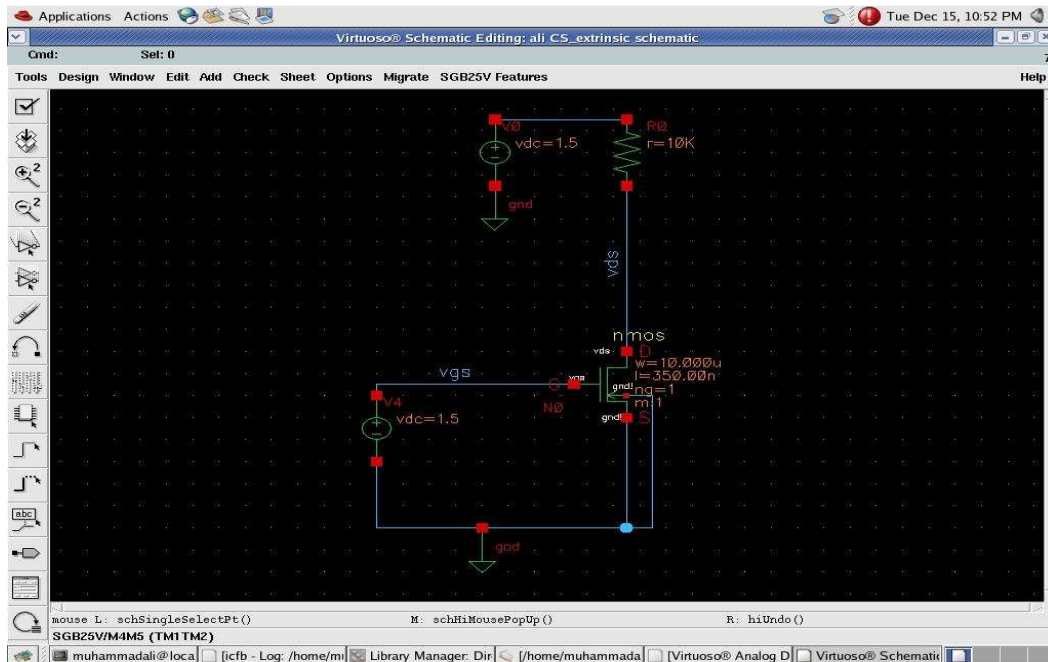 Applications Actions Tue Dec 15, 10:52 PM
Virtuoso® Schematic Editing: ali CS_extrinsic schematic
Cmd: Sel: 0 7
Tools Design Window Edit Add Check Sheet Options Migrate SGB25V Features Help
V0 R0
vdc=1.5 r=10K
gnd
vds
nmos
vds D
w=10.000u
l=350.00n
vgs G vgs gnd! ng=1
V4 N0 m:1
vdc=1.5 gnd! S
gnd
abc
mouse L: schSingleSelectPt() M: schHiMousePopUp() R: hiUndo()
SGB25V/M4M5 (TM1TM2)
muhammadali@loca [icfb - Log: /home/mu Library Manager: Dir [/home/muhammada [Virtuoso® Analog D Virtuoso® Schematic